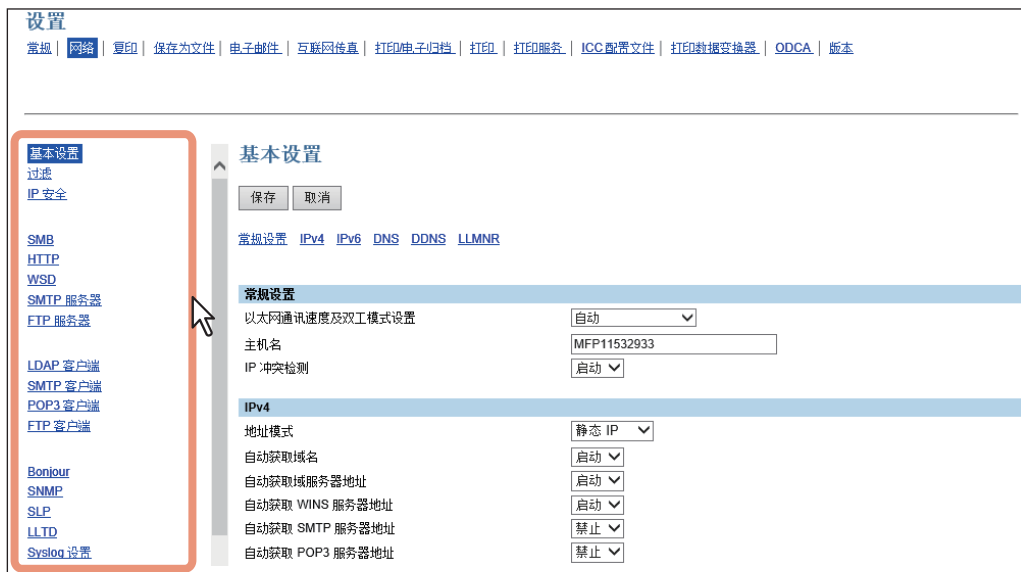 设置
常规 | 网络 | 复印 | 保存为文件 | 电子邮件 | 互联网传真 | 打印/电子归档 | 打印 | 打印服务 | ICC 配置文件 | 打印数据变换器 | ODCA | 版本
基本设置
过滤
IP 安全
SMB
HTTP
WSD
SMTP 服务器
FTP 服务器
LDAP 客户端
SMTP 客户端
POP3 客户端
FTP 客户端
Bonjour
SNMP
SLP
LLTD
Syslog 设置
基本设置
保存 取消
常规设置 IPv4 IPv6 DNS DDNS LLMNR
常规设置
以太网通讯速度及双工模式设置 自动
主机名 MFP11532933
IP 冲突检测 启动
IPv4
地址模式 静态 IP
自动获取域名 启动
自动获取域服务器地址 启动
自动获取 WINS 服务器地址 启动
自动获取 SMTP 服务器地址 禁止
自动获取 POP3 服务器地址 禁止